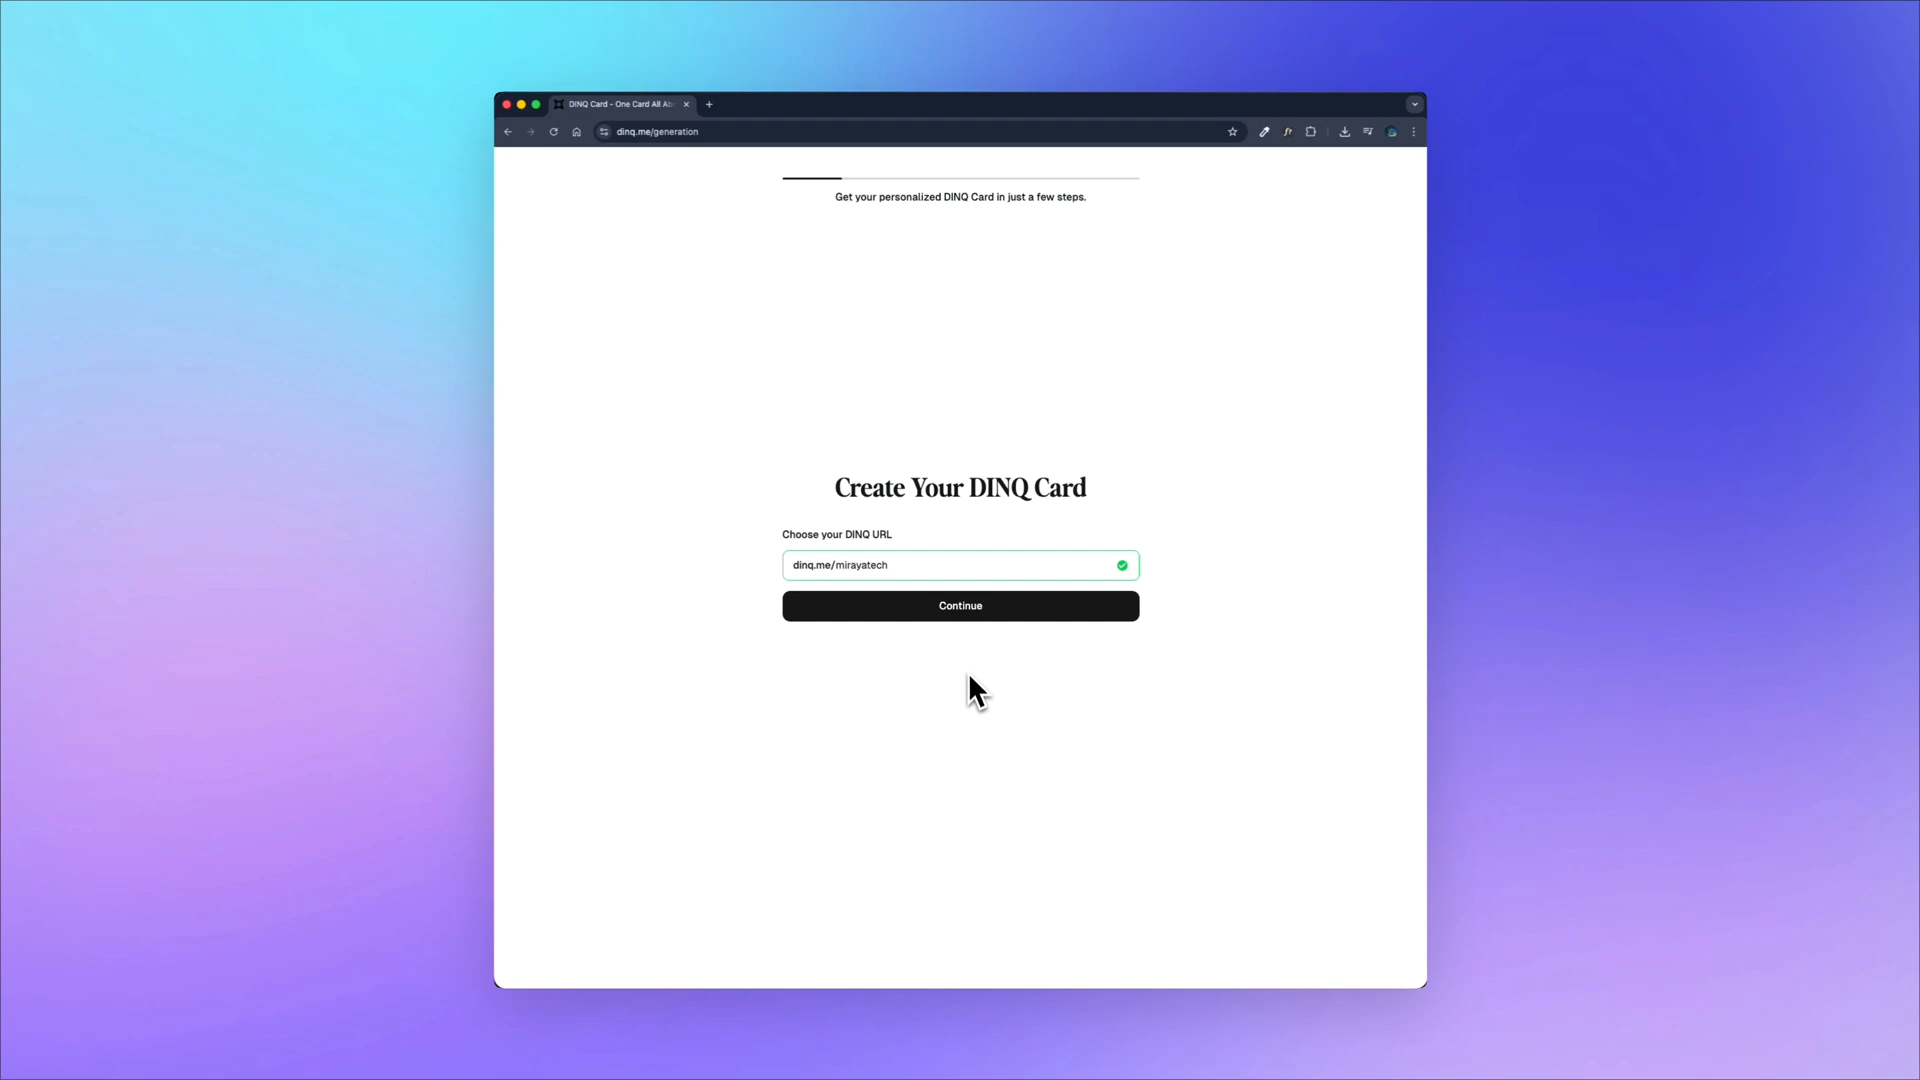 DINQ Card - One Card All Ab
dinq.me/generation
Get your personalized DINQ Card in just a few steps.
Create Your DINQ Card
Choose your DINQ URL
dinq.me/mirayatech
Continue